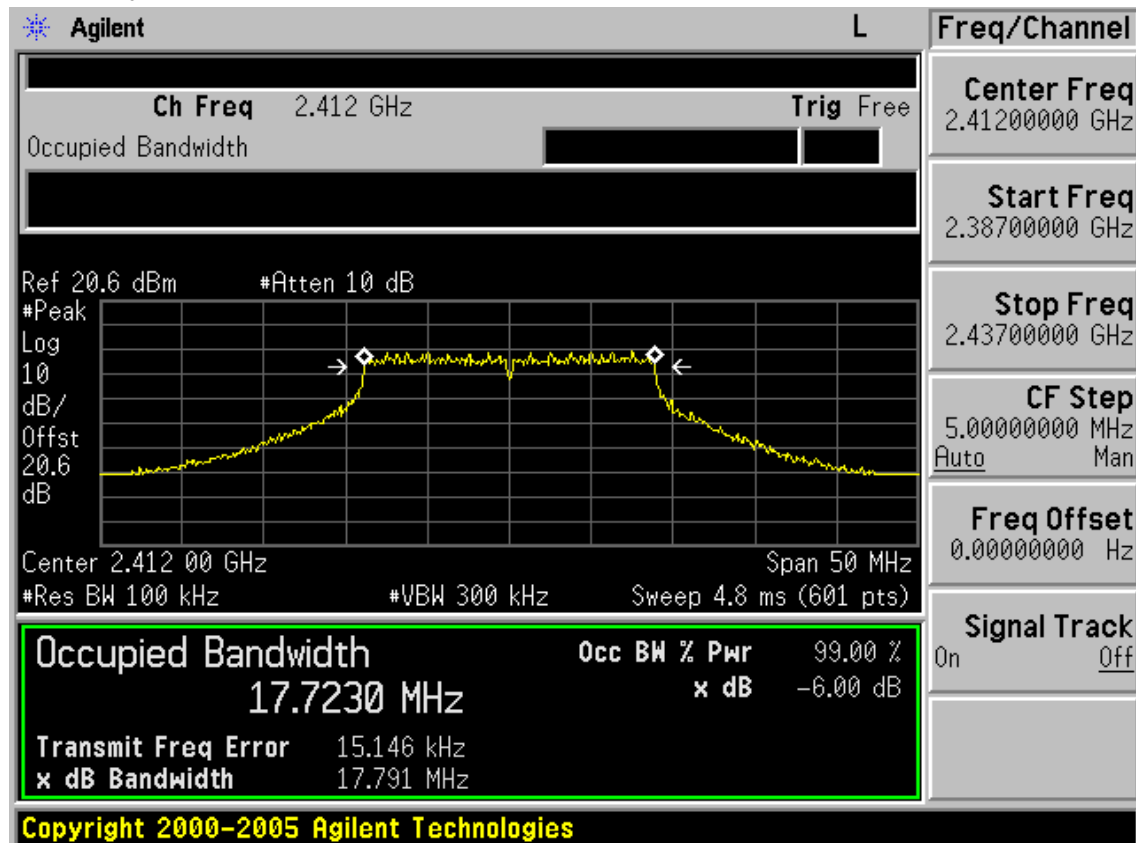 Agilent L
Freq/Channel
Ch Freq 2.412 GHz Trig Free
Occupied Bandwidth
Center Freq
2.41200000 GHz
Start Freq
2.38700000 GHz
Stop Freq
2.43700000 GHz
CF Step
5.00000000 MHz
Auto Man
Freq Offset
0.00000000 Hz
Signal Track
On Off
Ref 20.6 dBm #Atten 10 dB
#Peak
Log
10
dB/
Offst
20.6
dB
Center 2.412 00 GHz Span 50 MHz
#Res BW 100 kHz #VBW 300 kHz Sweep 4.8 ms (601 pts)
Occupied Bandwidth Occ BW % Pwr 99.00 %
17.7230 MHz x dB -6.00 dB
Transmit Freq Error 15.146 kHz
x dB Bandwidth 17.791 MHz
Copyright 2000-2005 Agilent Technologies